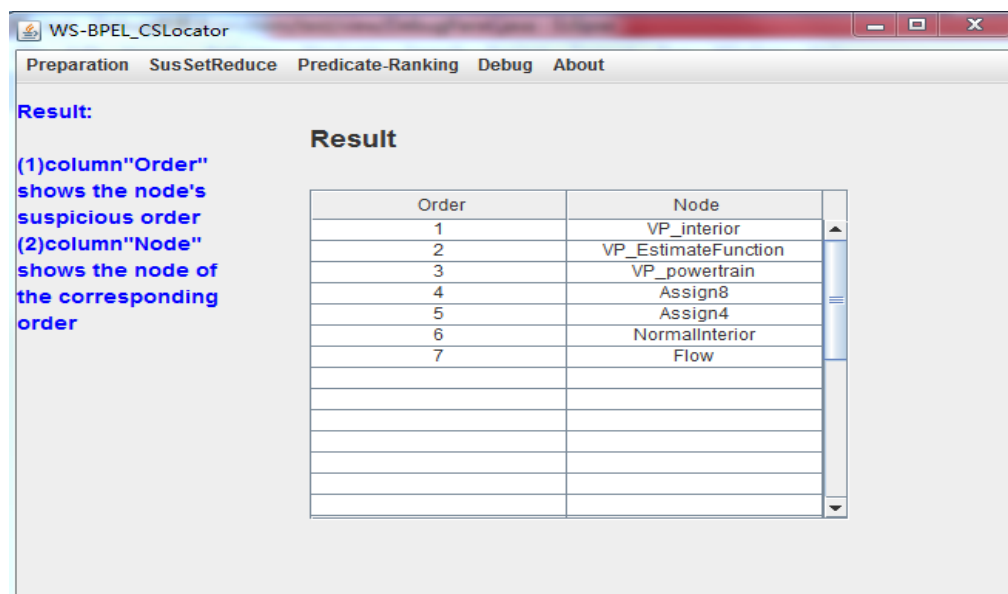 WS-BPEL_CSLocator
Preparation SusSetReduce Predicate-Ranking Debug About
Result:
(1)column"Order"
shows the node's
suspicious order
(2)column"Node"
shows the node of
the corresponding
order
Result
Order Node
1 VP_interior
2 VP_EstimateFunction
3 VP_powertrain
4 Assign8
5 Assign4
6 NormalInterior
7 Flow